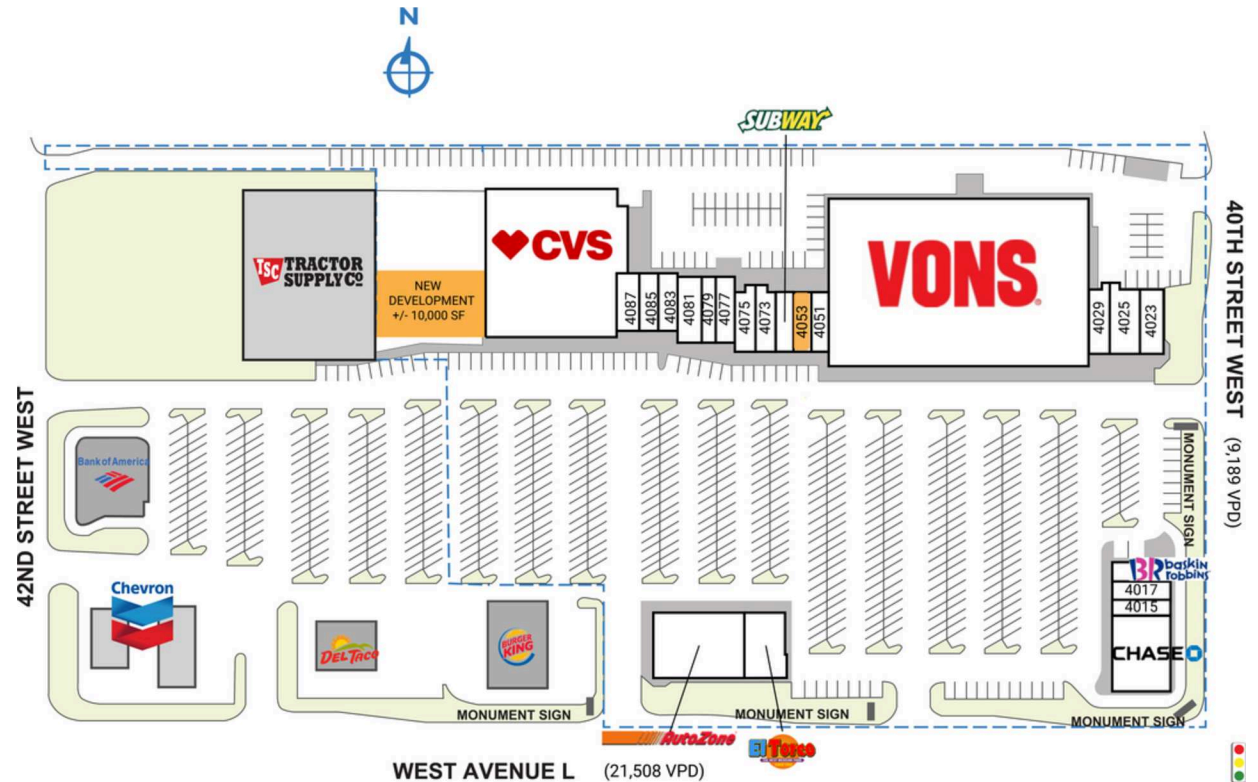 N
SUBWAY
TSC TRACTOR
SUPPLY CO
NEW
DEVELOPMENT
+/- 10,000 SF
CVS
4087
4085
4083
4081
4079
4077
4075
4073
4053
4051
VONS
4029
4025
4023
40TH STREET WEST (9,189 VPD)
42ND STREET WEST
Bank of America
MONUMENT SIGN
Chevron
DEL TACO
BURGER
KING
BR baskin
robbins
4017
4015
CHASE
MONUMENT SIGN
MONUMENT SIGN
MONUMENT SIGN
AutoZone
El Torco
WEST AVENUE L (21,508 VPD)